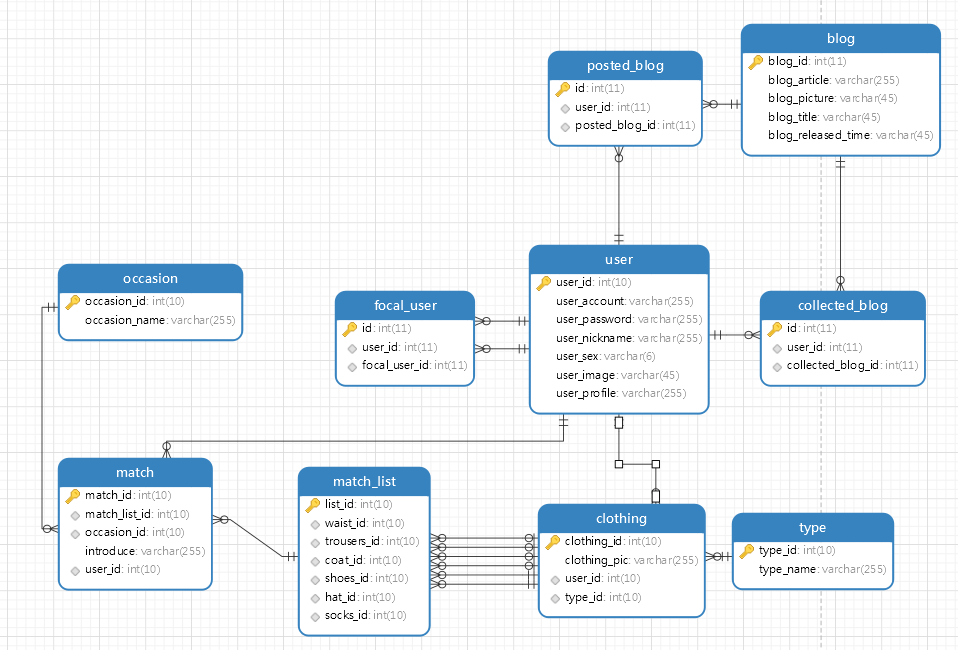 blog
blog_id: int(11)
blog_article: varchar(255)
blog_picture: varchar(45)
blog_title: varchar(45)
blog_released_time: varchar(45)
posted_blog
id: int(11)
user_id: int(11)
posted_blog_id: int(11)
user
user_id: int(10)
user_account: varchar(255)
user_password: varchar(255)
user_nickname: varchar(255)
user_sex: varchar(6)
user_image: varchar(45)
user_profile: varchar(255)
occasion
occasion_id: int(10)
occasion_name: varchar(255)
focal_user
id: int(11)
user_id: int(11)
focal_user_id: int(11)
collected_blog
id: int(11)
user_id: int(11)
collected_blog_id: int(11)
match
match_id: int(10)
match_list_id: int(10)
occasion_id: int(10)
introduce: varchar(255)
user_id: int(10)
match_list
list_id: int(10)
waist_id: int(10)
trousers_id: int(10)
coat_id: int(10)
shoes_id: int(10)
hat_id: int(10)
socks_id: int(10)
clothing
clothing_id: int(10)
clothing_pic: varchar(255)
user_id: int(10)
type_id: int(10)
type
type_id: int(10)
type_name: varchar(255)